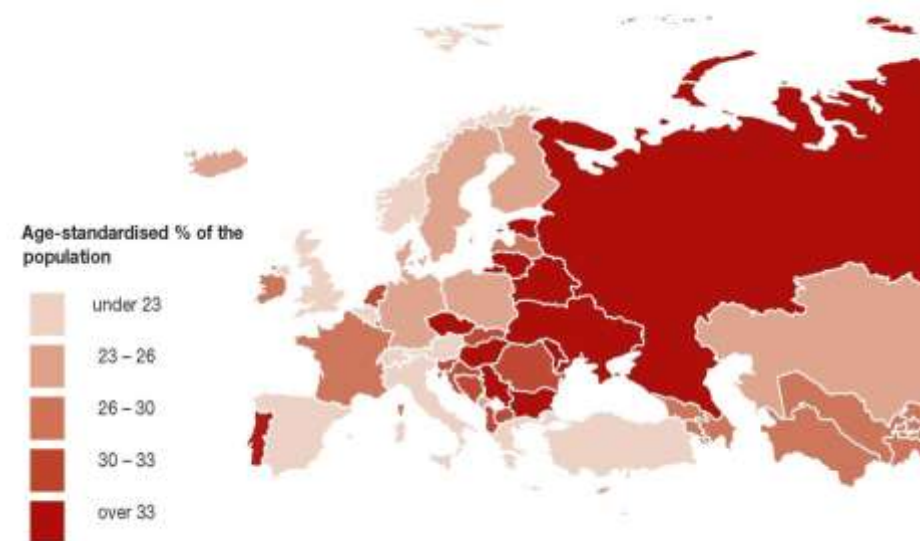 Age-standardised % of the
population
under 23
23 – 26
26 – 30
30 – 33
over 33